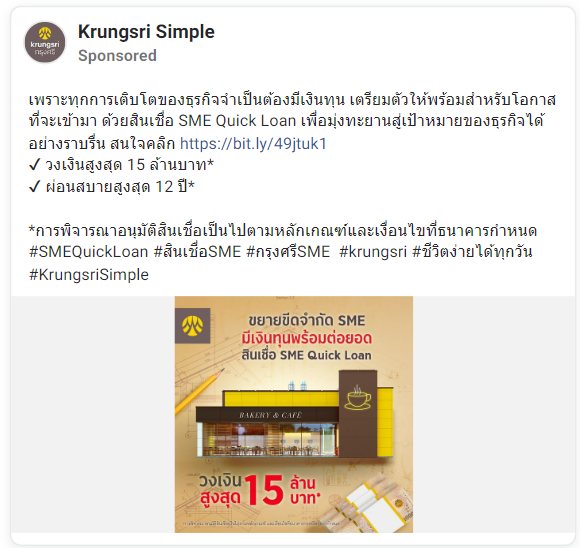 Krungsri Simple
Sponsored
krungsri
กรุงศรี
เพราะทุกการเติบโตของธุรกิจจำเป็นต้องมีเงินทุน เตรียมตัวให้พร้อมสำหรับโอกาส
ที่จะเข้ามา ด้วยสินเชื่อ SME Quick Loan เพื่อมุ่งทะยานสู่เป้าหมายของธุรกิจได้
อย่างราบรื่น สนใจคลิก https://bit.ly/49jtuk1
✓ วงเงินสูงสุด 15 ล้านบาท*
✓ ผ่อนสบายสูงสุด 12 ปี*
*การพิจารณาอนุมัติสินเชื่อเป็นไปตามหลักเกณฑ์และเงื่อนไขที่ธนาคารกำหนด
#SMEQuickLoan #สินเชื่อSME #กรุงศรีSME #krungsri #ชีวิตง่ายได้ทุกวัน
#KrungsriSimple
ขยายขีดจำกัด SME
มีเงินทุนพร้อมต่อยอด
สินเชื่อ SME Quick Loan
BAKERY & CAFÉ
วงเงิน
สูงสุด 15 ล้าน
บาท*